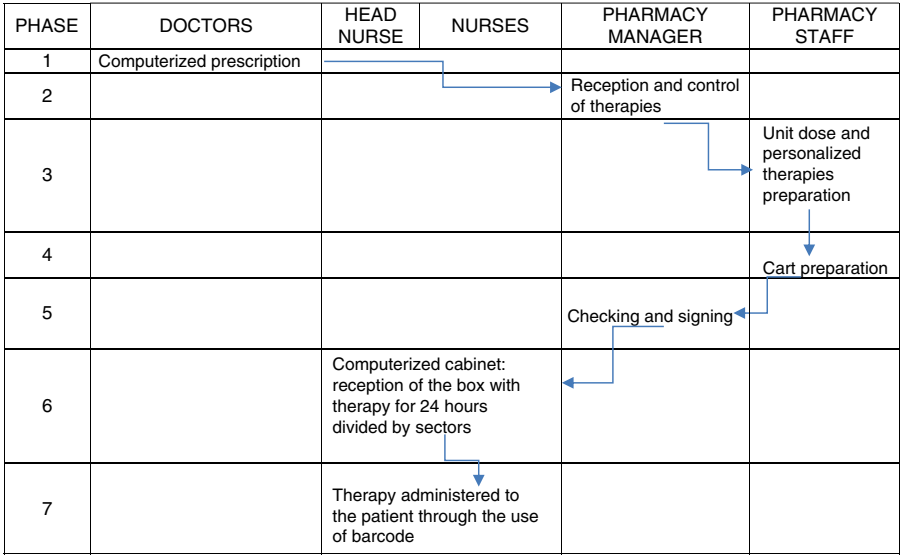 PHASE
DOCTORS
HEAD
NURSE
NURSES
PHARMACY
MANAGER
PHARMACY
STAFF
1
Computerized prescription
2
Reception and control
of therapies
3
Unit dose and
personalized
therapies
preparation
4
Cart preparation
5
Checking and signing
6
Computerized cabinet:
reception of the box with
therapy for 24 hours
divided by sectors
7
Therapy administered to
the patient through the use
of barcode